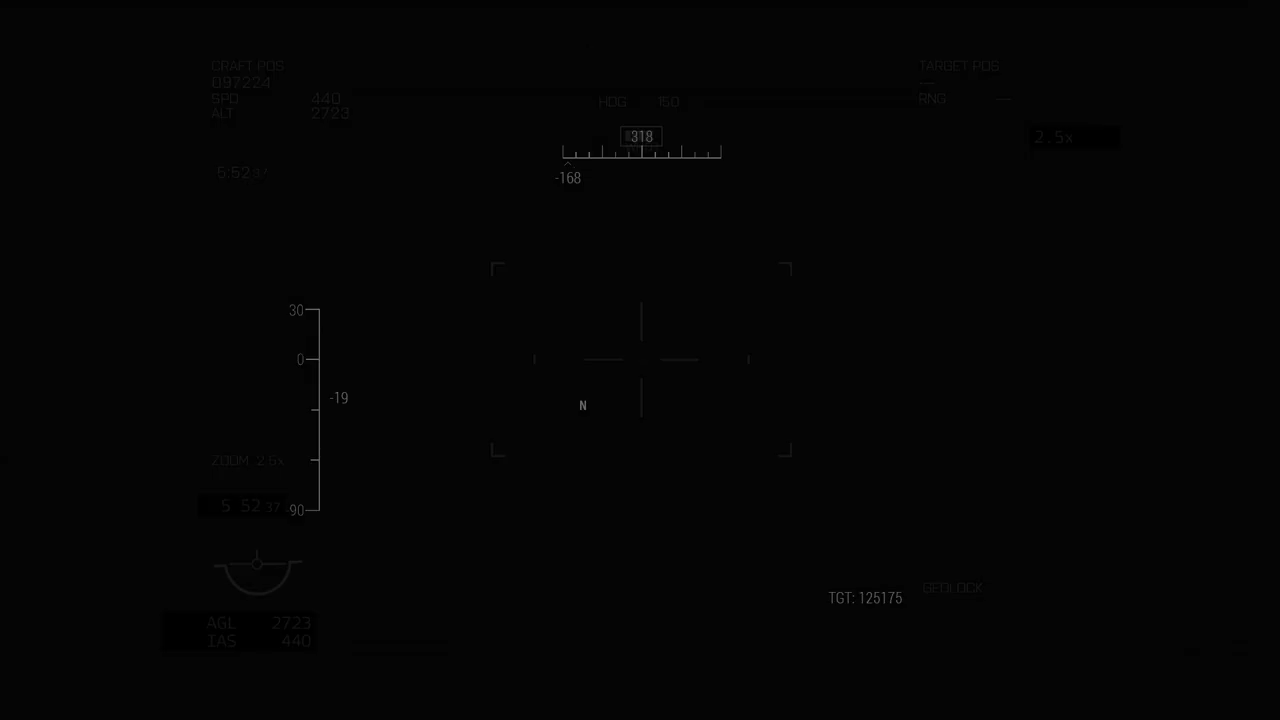 CRAFT POS
097224
SPD 440
ALT 2723
TARGET POS
---
RNG ---
HDG 150
318
-168
2.5x
5:52:37
30
0
-19
N
ZOOM 2.6x
5 52 37
-90
GEOLOCK
TGT: 125175
AGL 2723
IAS 440